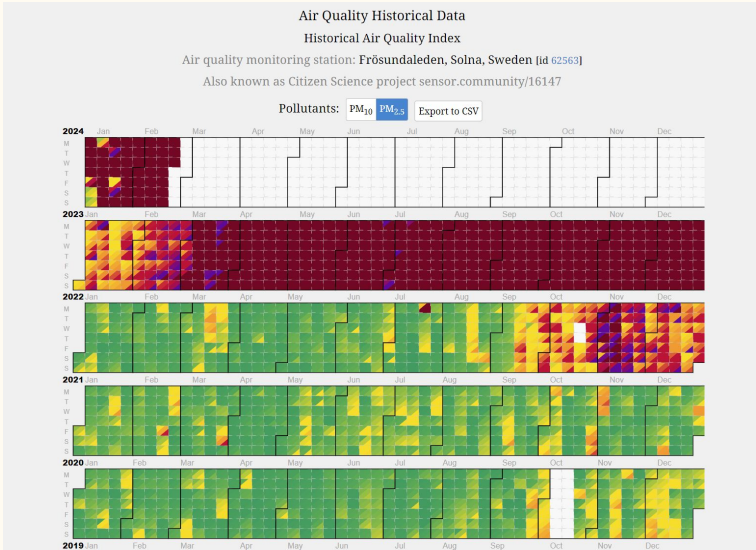 Air Quality Historical Data
Historical Air Quality Index
Air quality monitoring station: Frösundaleden, Solna, Sweden [id 62563]
Also known as Citizen Science project sensor.community/16147
Pollutants: PM10 PM2.5 Export to CSV
2024 Jan Feb Mar Apr May Jun Jul Aug Sep Oct Nov Dec
M
T
W
T
F
S
S
2023 Jan Feb Mar Apr May Jun Jul Aug Sep Oct Nov Dec
M
T
W
T
F
S
S
2022 Jan Feb Mar Apr May Jun Jul Aug Sep Oct Nov Dec
M
T
W
T
F
S
S
2021 Jan Feb Mar Apr May Jun Jul Aug Sep Oct Nov Dec
M
T
W
T
F
S
S
2020 Jan Feb Mar Apr May Jun Jul Aug Sep Oct Nov Dec
M
T
W
T
F
S
S
2019 Jan Feb Mar Apr May Jun Jul Aug Sep Oct Nov Dec